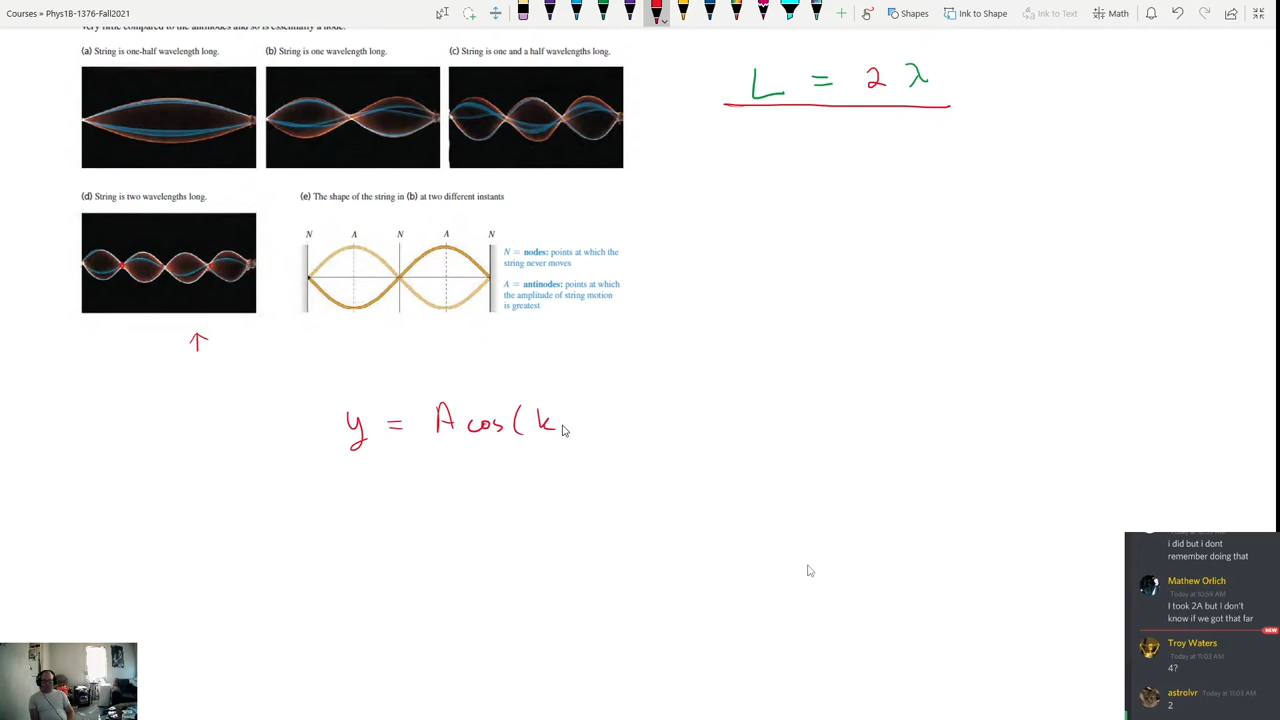 Courses » Phys1B-1376-Fall2021
Shapes
Ink to Shape
Ink to Text
Math
very little compared to the antinodes and so is essentially a node.
(a) String is one-half wavelength long.
(b) String is one wavelength long.
(c) String is one and a half wavelengths long.
L = 2 λ
(d) String is two wavelengths long.
(e) The shape of the string in (b) at two different instants
N A N A N
N = nodes: points at which the
string never moves
A = antinodes: points at which
the amplitude of string motion
is greatest
↑
y = A cos( k
i did but i dont
remember doing that
Mathew Orlich
Today at 10:59 AM
I took 2A but I don't
know if we got that far
NEW
Troy Waters
Today at 11:03 AM
4?
astrolvr Today at 11:03 AM
2